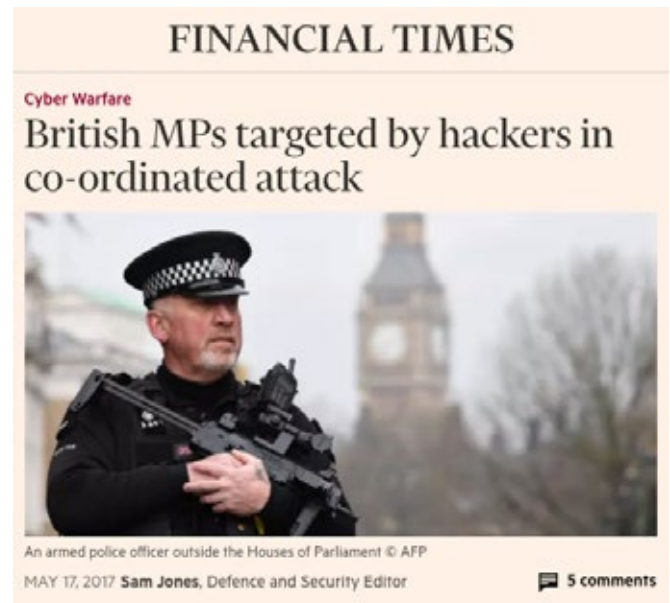 FINANCIAL TIMES
Cyber Warfare
British MPs targeted by hackers in
co-ordinated attack
An armed police officer outside the Houses of Parliament © AFP
MAY 17, 2017 Sam Jones, Defence and Security Editor
5 comments